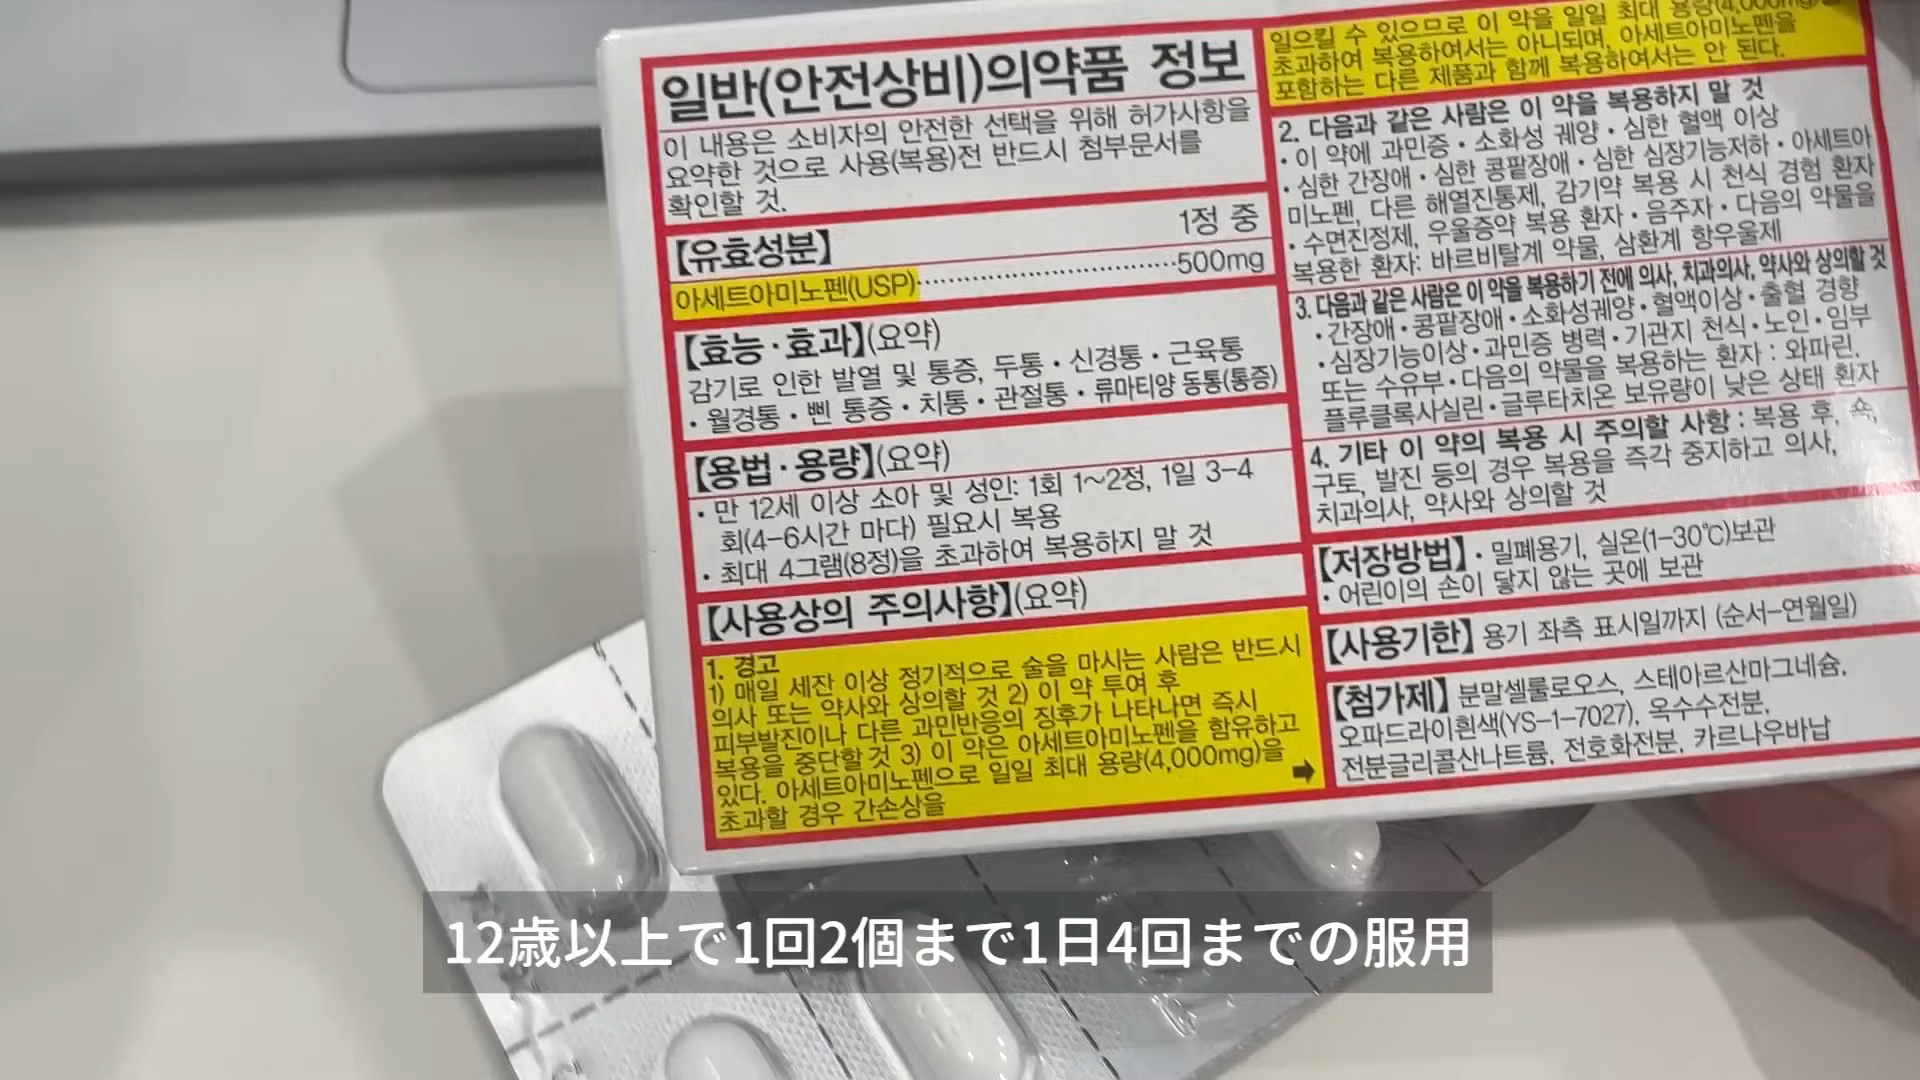 일반(안전상비)의약품 정보
이 내용은 소비자의 안전한 선택을 위해 허가사항을
요약한 것으로 사용(복용)전 반드시 첨부문서를
확인할 것.
【유효성분】 1정 중
아세트아미노펜(USP)······························500mg
【효능·효과】(요약)
감기로 인한 발열 및 통증, 두통·신경통·근육통
·월경통·삔 통증·치통·관절통·류마티양 동통(통증)
【용법·용량】(요약)
·만 12세 이상 소아 및 성인: 1회 1~2정, 1일 3-4
회(4-6시간 마다) 필요시 복용
·최대 4그램(8정)을 초과하여 복용하지 말 것
【사용상의 주의사항】(요약)
1. 경고
1) 매일 세잔 이상 정기적으로 술을 마시는 사람은 반드시
의사 또는 약사와 상의할 것 2) 이 약 투여 후
피부발진이나 다른 과민반응의 징후가 나타나면 즉시
복용을 중단할것 3) 이 약은 아세트아미노펜을 함유하고
있다. 아세트아미노펜으로 일일 최대 용량(4,000mg)을
초과할 경우 간손상을
일으킬 수 있으므로 이 약을 일일 최대 용량(4,000mg)을
초과하여 복용하여서는 아니되며, 아세트아미노펜을
포함하는 다른 제품과 함께 복용하여서는 안 된다.
2. 다음과 같은 사람은 이 약을 복용하지 말 것
·이 약에 과민증·소화성 궤양·심한 혈액 이상
·심한 간장애·심한 콩팥장애·심한 심장기능저하·아세트아
미노펜, 다른 해열진통제, 감기약 복용 시 천식 경험 환자
·수면진정제, 우울증약 복용 환자·음주자·다음의 약물을
복용한 환자: 바르비탈계 약물, 삼환계 항우울제
3. 다음과 같은 사람은 이 약을 복용하기 전에 의사, 치과의사, 약사와 상의할 것
·간장애·콩팥장애·소화성궤양·혈액이상·출혈 경향
·심장기능이상·과민증 병력·기관지 천식·노인·임부
또는 수유부·다음의 약물을 복용하는 환자: 와파린,
플루클록사실린·글루타치온 보유량이 낮은 상태 환자
4. 기타 이 약의 복용 시 주의할 사항: 복용 후, 쇽,
구토, 발진 등의 경우 복용을 즉각 중지하고 의사,
치과의사, 약사와 상의할 것
【저장방법】·밀폐용기, 실온(1-30℃)보관
·어린이의 손이 닿지 않는 곳에 보관
【사용기한】 용기 좌측 표시일까지 (순서-연월일)
【첨가제】 분말셀룰로오스, 스테아르산마그네슘,
오파드라이흰색(YS-1-7027), 옥수수전분,
전분글리콜산나트륨, 전호화전분, 카르나우바납
12歳以上で1回2個まで1日4回までの服用